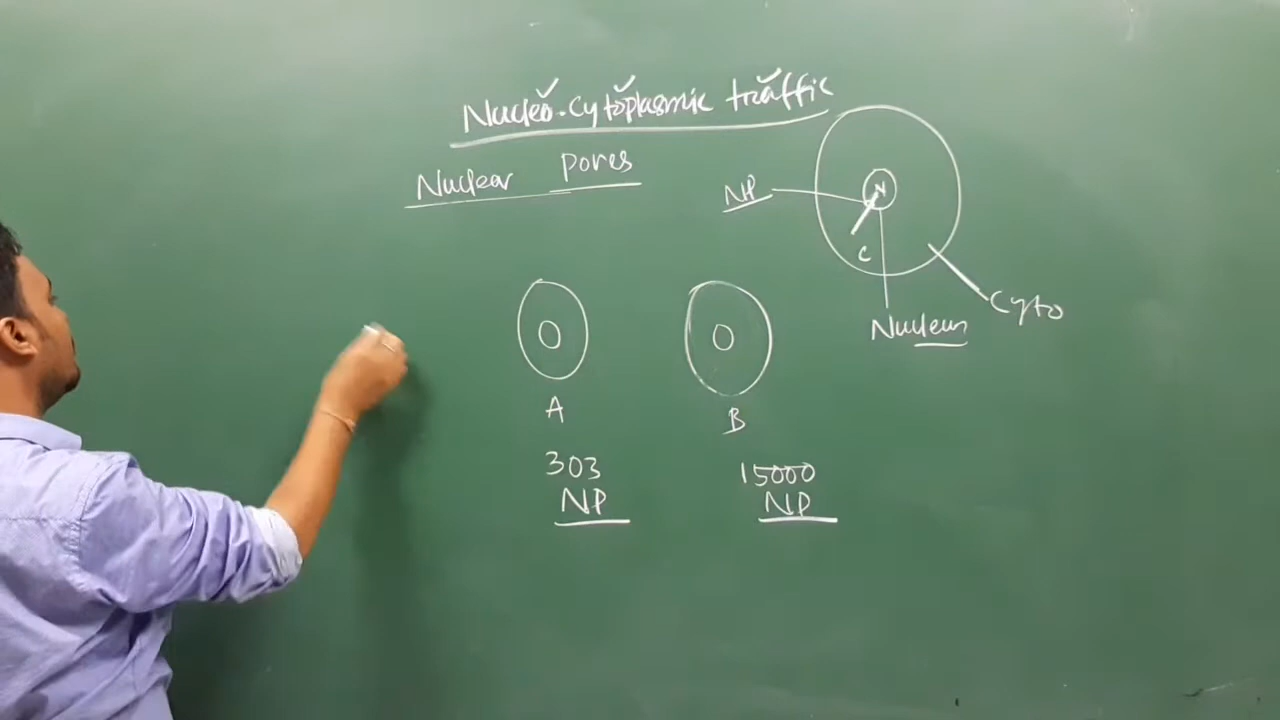 Nucleo-cytoplasmic traffic
Nuclear pores
NP
N
C
Nucleus
Cyto
A
B
303
NP
15000
NP